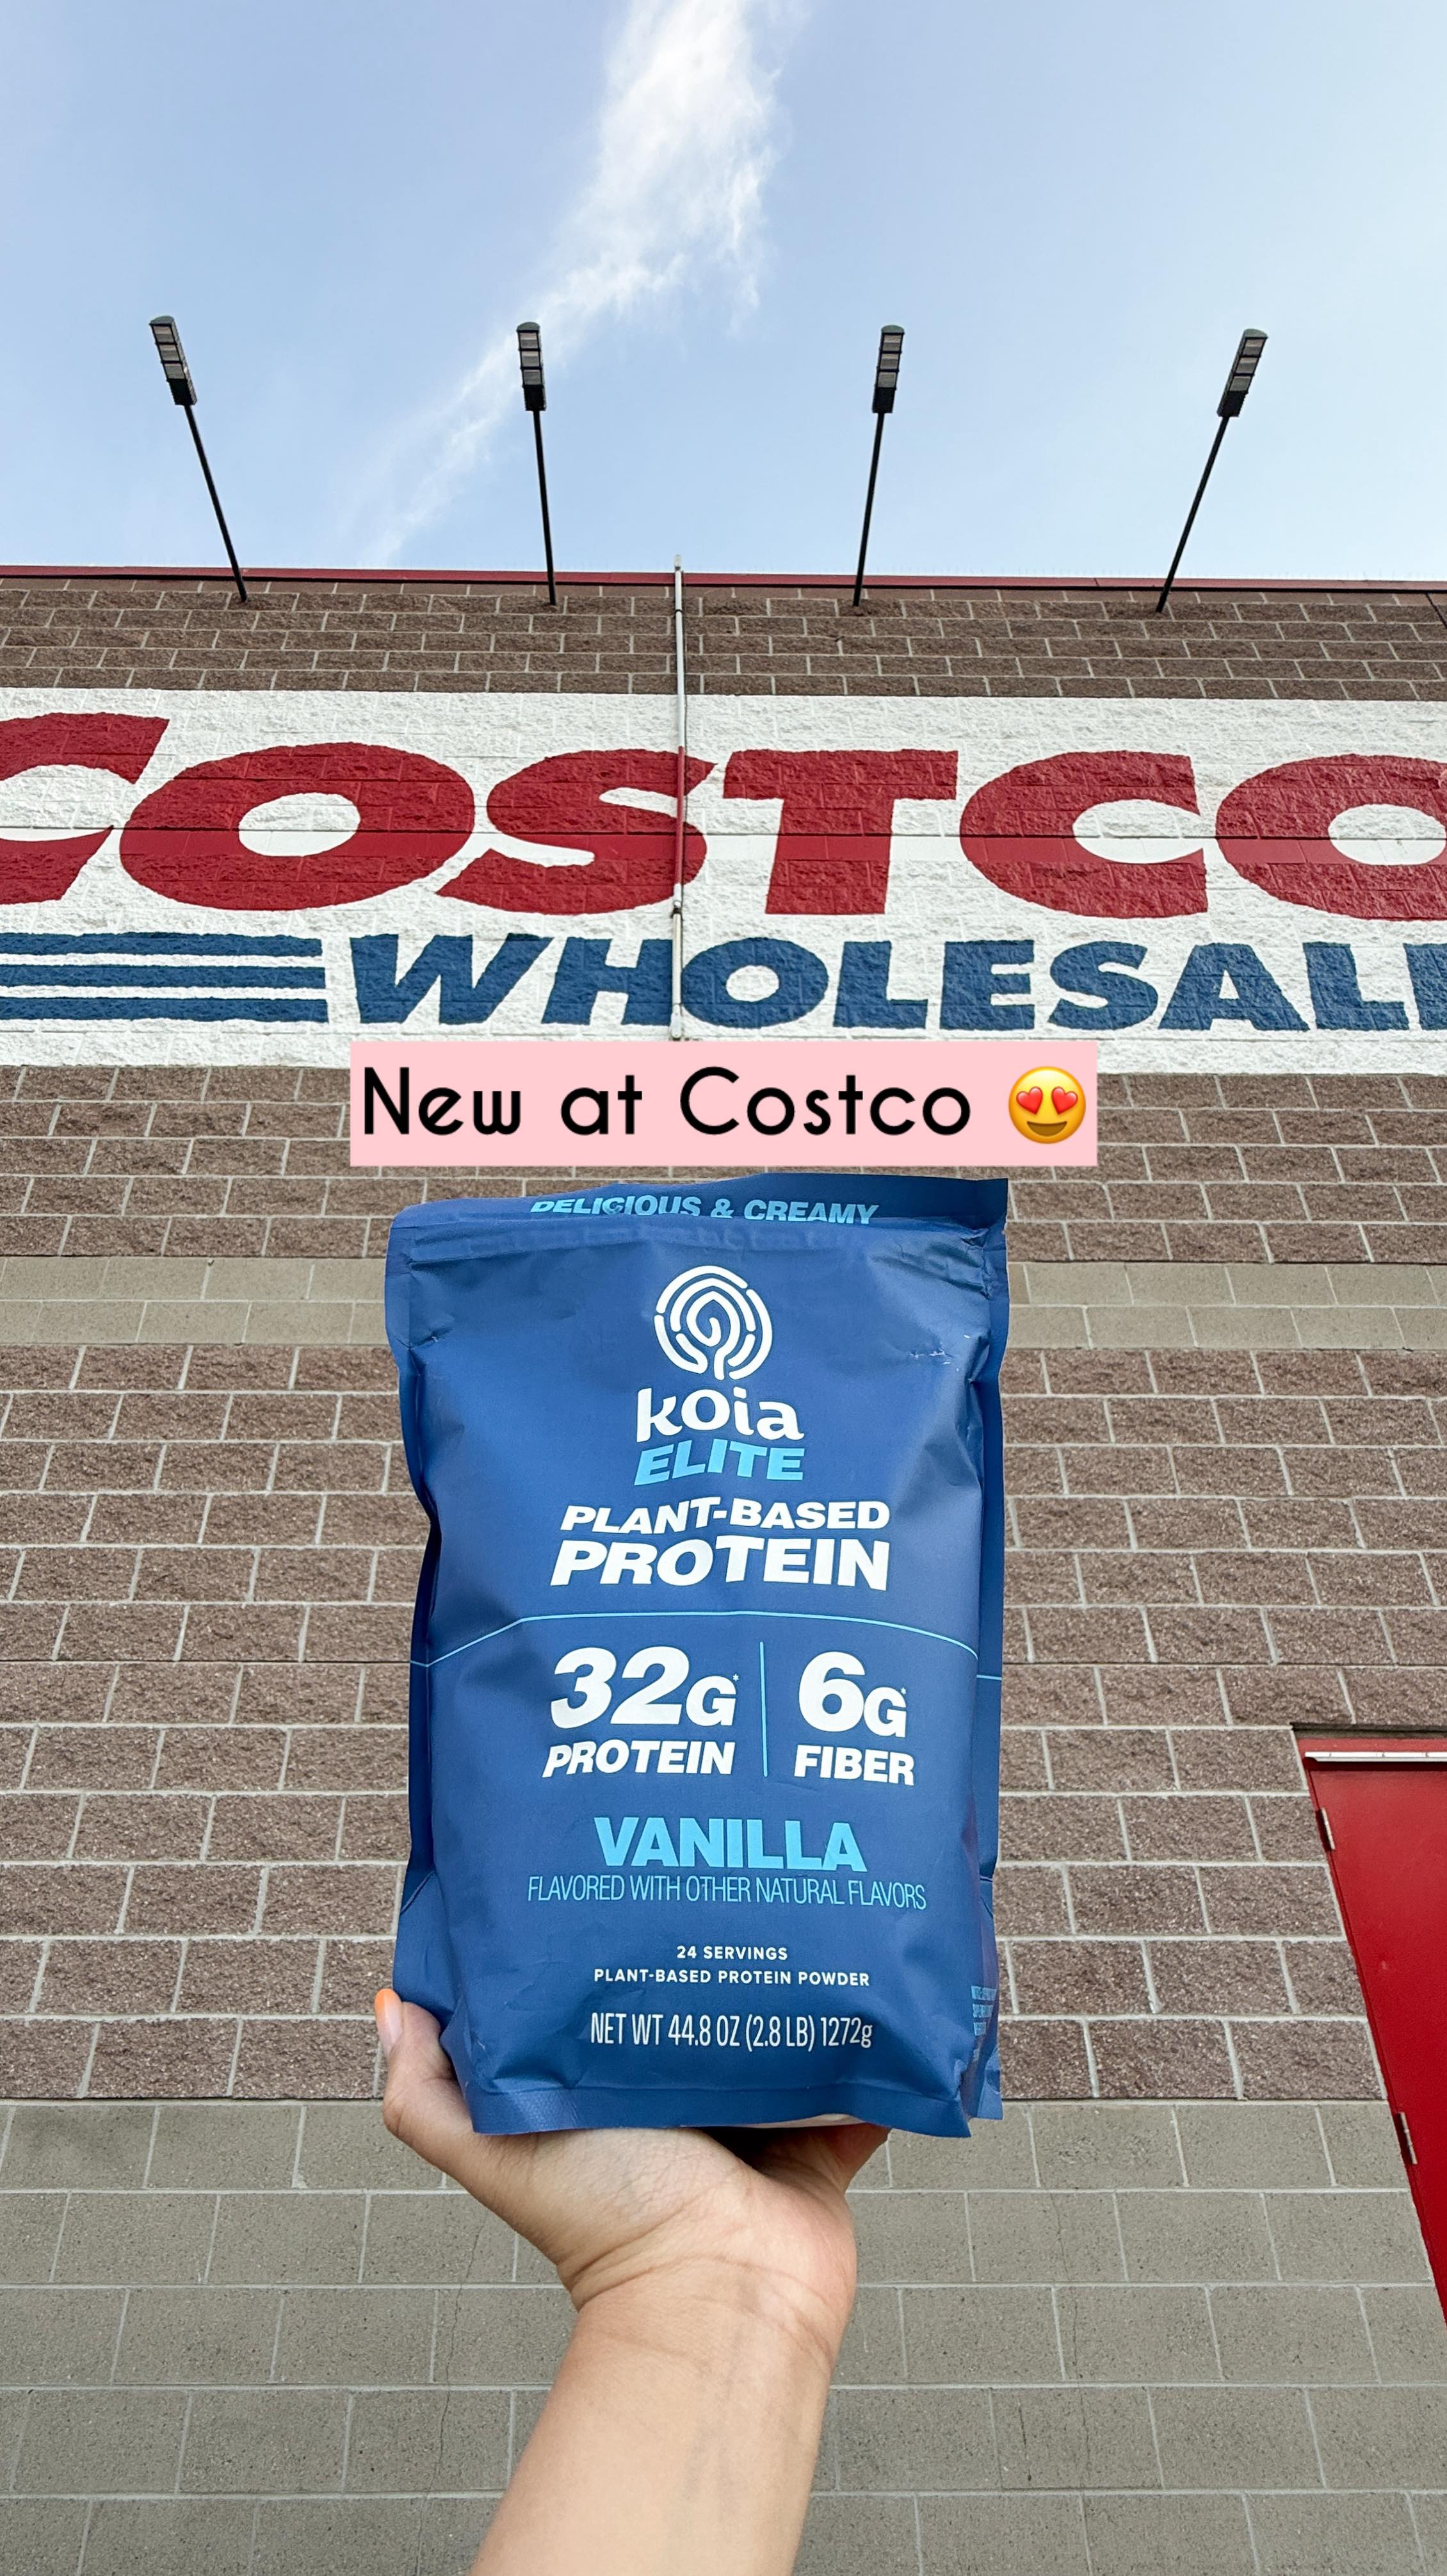 COSTCO
WHOLESALE
New at Costco 😍
DELICIOUS & CREAMY
koia
ELITE
PLANT-BASED
PROTEIN
32G* 6G*
PROTEIN FIBER
VANILLA
FLAVORED WITH OTHER NATURAL FLAVORS
24 SERVINGS
PLANT-BASED PROTEIN POWDER
NET WT 44.8 OZ (2.8 LB) 1272g